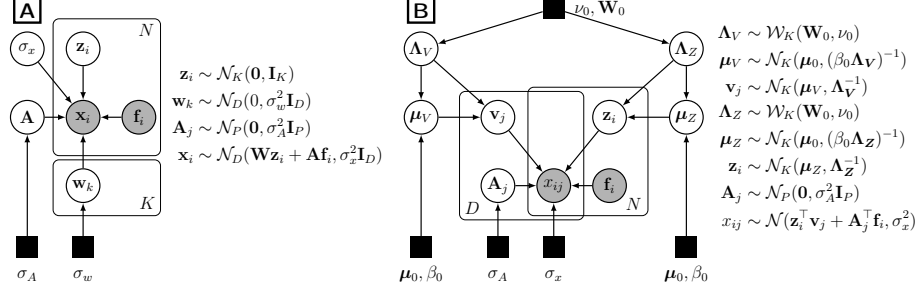 A
N
σ_x
z_i
A
x_i
f_i
w_k
K
σ_A
σ_w
z_i ∼ 𝒩_K(0, I_K)
w_k ∼ 𝒩_D(0, σ_w^2 I_D)
A_j ∼ 𝒩_P(0, σ_A^2 I_P)
x_i ∼ 𝒩_D(Wz_i + Af_i, σ_x^2 I_D)
B
ν_0, W_0
Λ_V
Λ_Z
μ_V
v_j
z_i
μ_Z
A_j
x_{ij}
f_i
D
N
μ_0, β_0
σ_A
σ_x
μ_0, β_0
Λ_V ∼ 𝒲_K(W_0, ν_0)
μ_V ∼ 𝒩_K(μ_0, (β_0 Λ_V)^{-1})
v_j ∼ 𝒩_K(μ_V, Λ_V^{-1})
Λ_Z ∼ 𝒲_K(W_0, ν_0)
μ_Z ∼ 𝒩_K(μ_0, (β_0 Λ_Z)^{-1})
z_i ∼ 𝒩_K(μ_Z, Λ_Z^{-1})
A_j ∼ 𝒩_P(0, σ_A^2 I_P)
x_{ij} ∼ 𝒩(z_i^⊤ v_j + A_j^⊤ f_i, σ_x^2)